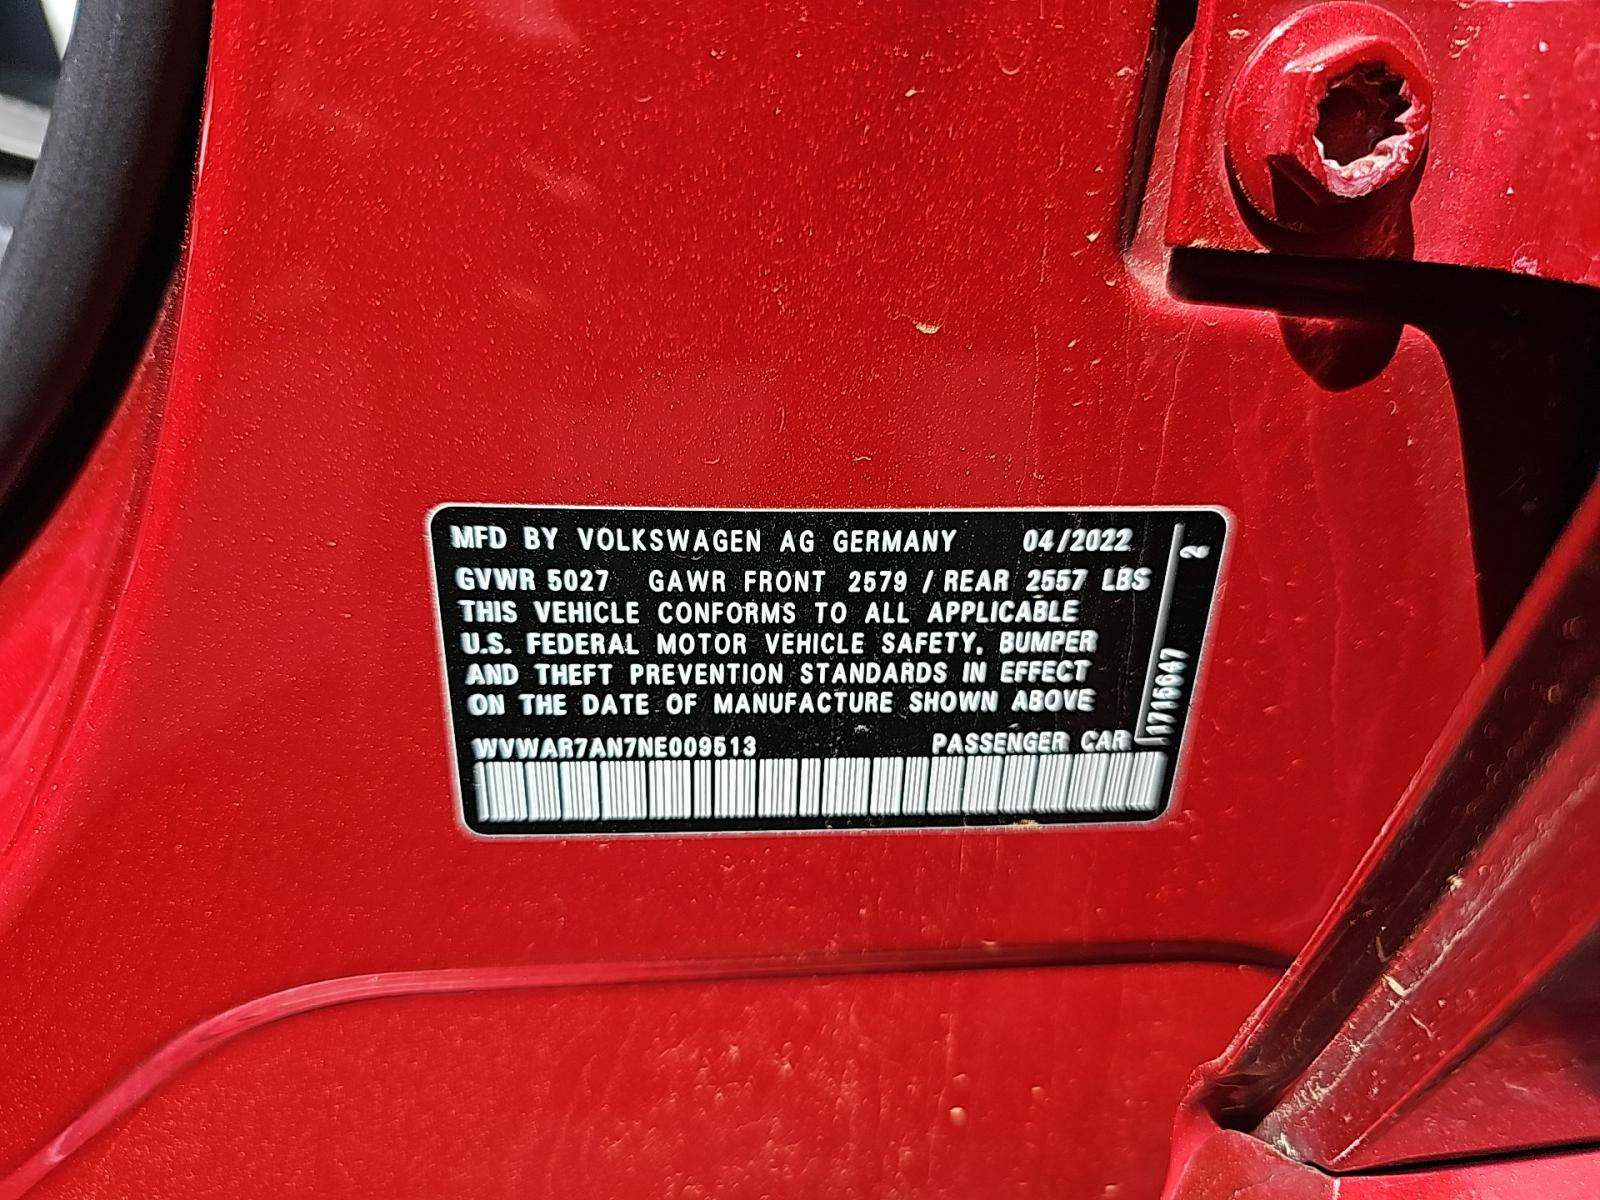 MFD BY VOLKSWAGEN AG GERMANY 04/2022
GVWR 5027 GAWR FRONT 2579 / REAR 2557 LBS
THIS VEHICLE CONFORMS TO ALL APPLICABLE
U.S. FEDERAL MOTOR VEHICLE SAFETY, BUMPER
AND THEFT PREVENTION STANDARDS IN EFFECT
ON THE DATE OF MANUFACTURE SHOWN ABOVE
WVWAR7AN7NE009513 PASSENGER CAR
1715647 2